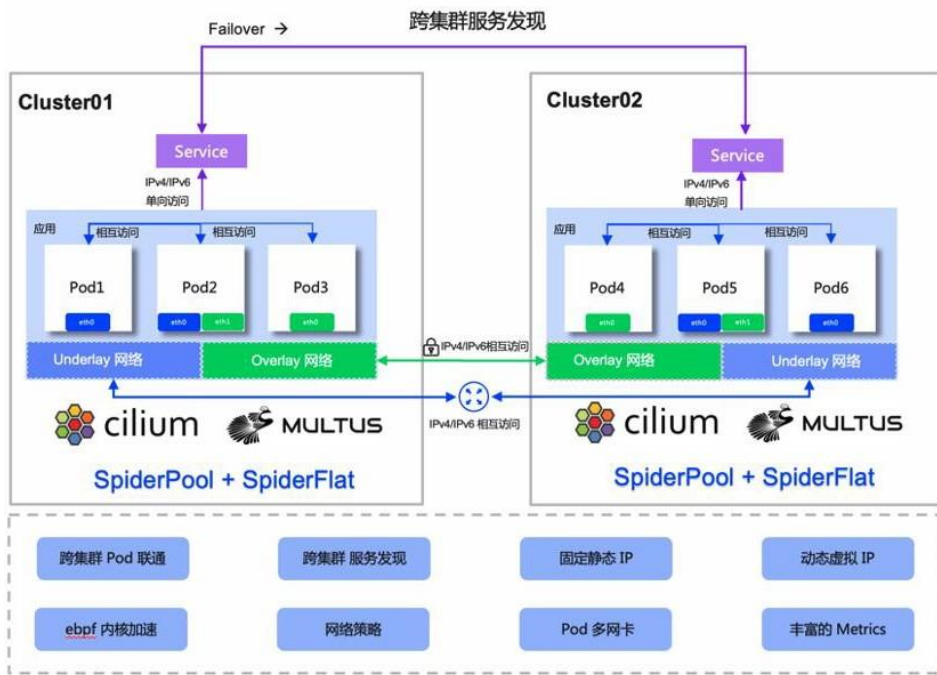 Failover →
跨集群服务发现
Cluster01
Service
IPv4/IPv6
单向访问
应用
相互访问
相互访问
Pod1
Pod2
Pod3
eth0
eth0
eth1
eth0
Underlay 网络
Overlay 网络
cilium
MULTUS
SpiderPool + SpiderFlat
IPv4/IPv6相互访问
IPv4/IPv6 相互访问
Cluster02
Service
IPv4/IPv6
单向访问
应用
相互访问
相互访问
Pod4
Pod5
Pod6
eth0
eth0
eth1
eth0
Overlay 网络
Underlay 网络
cilium
MULTUS
SpiderPool + SpiderFlat
跨集群 Pod 联通
跨集群 服务发现
固定静态 IP
动态虚拟 IP
ebpf 内核加速
网络策略
Pod 多网卡
丰富的 Metrics